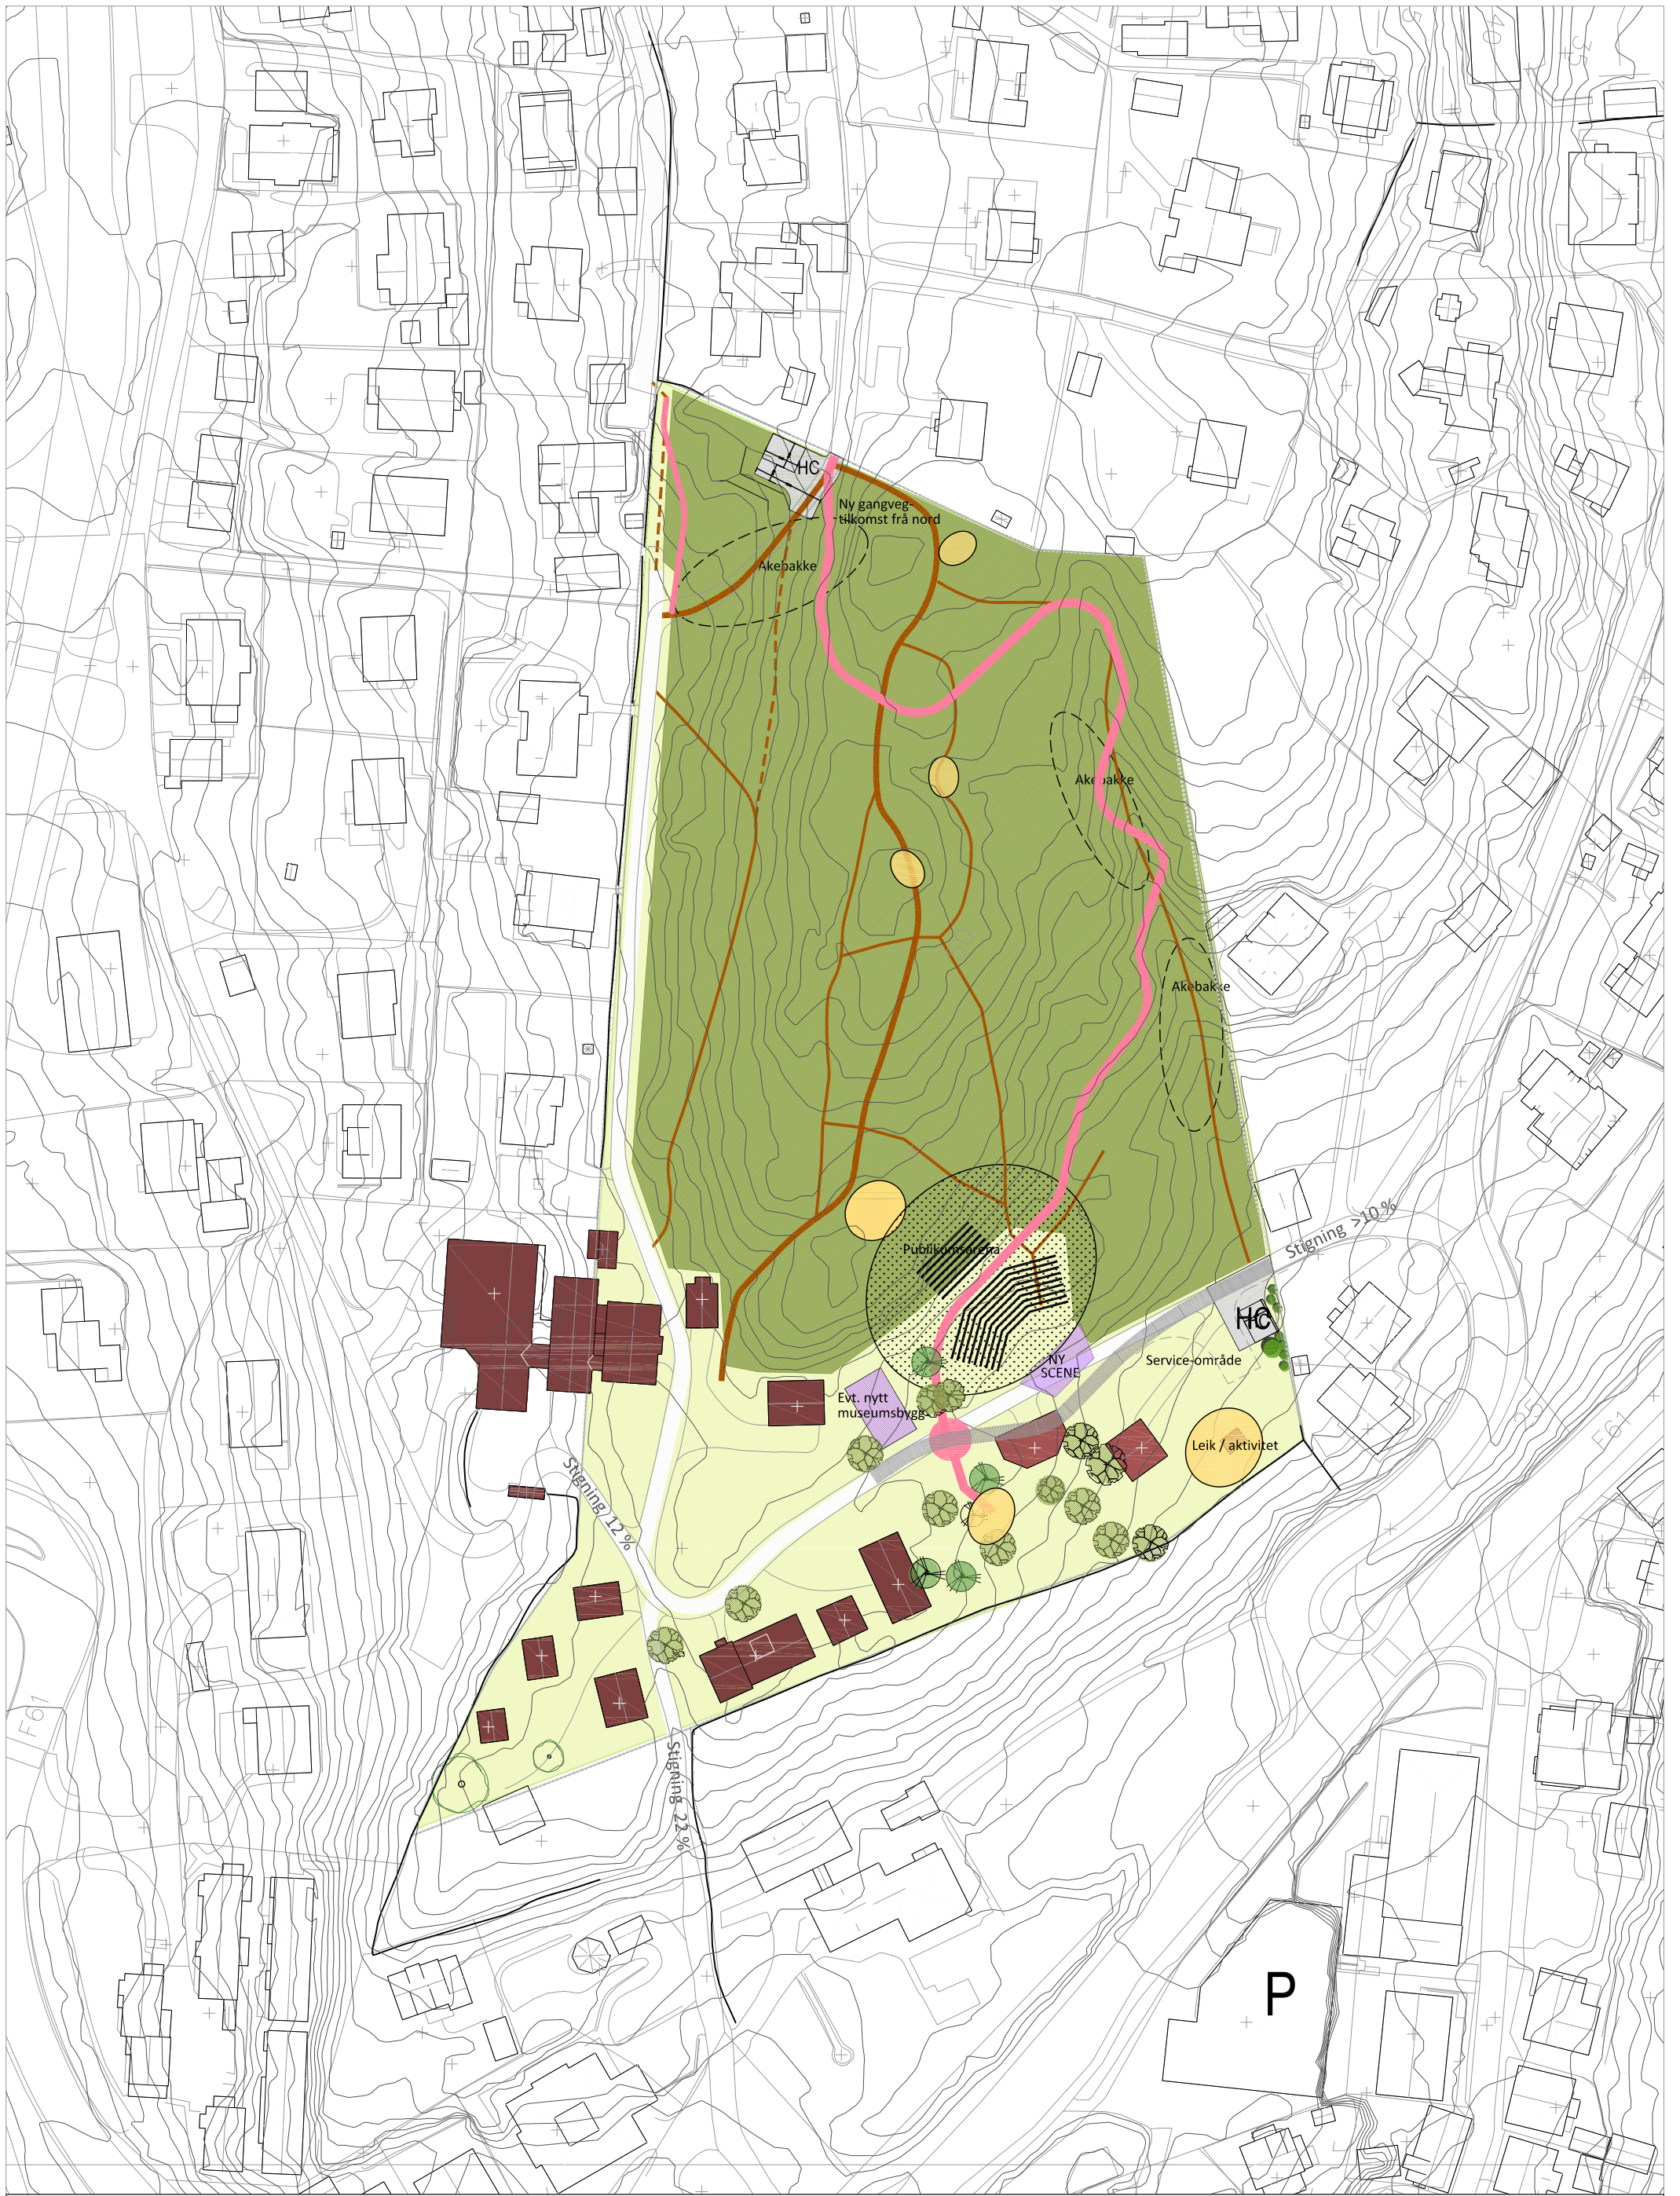 HC
Ny gangveg-
tilkomst frå nord
Akebakke
Akebakke
Akebakke
Stigning >10 %
Publikumsarena
HC
NY
SCENE
Service-område
Evt. nytt
museumsbygg
Leik / aktivitet
Stigning 12 %
Stigning 22 %
F61
F61
P